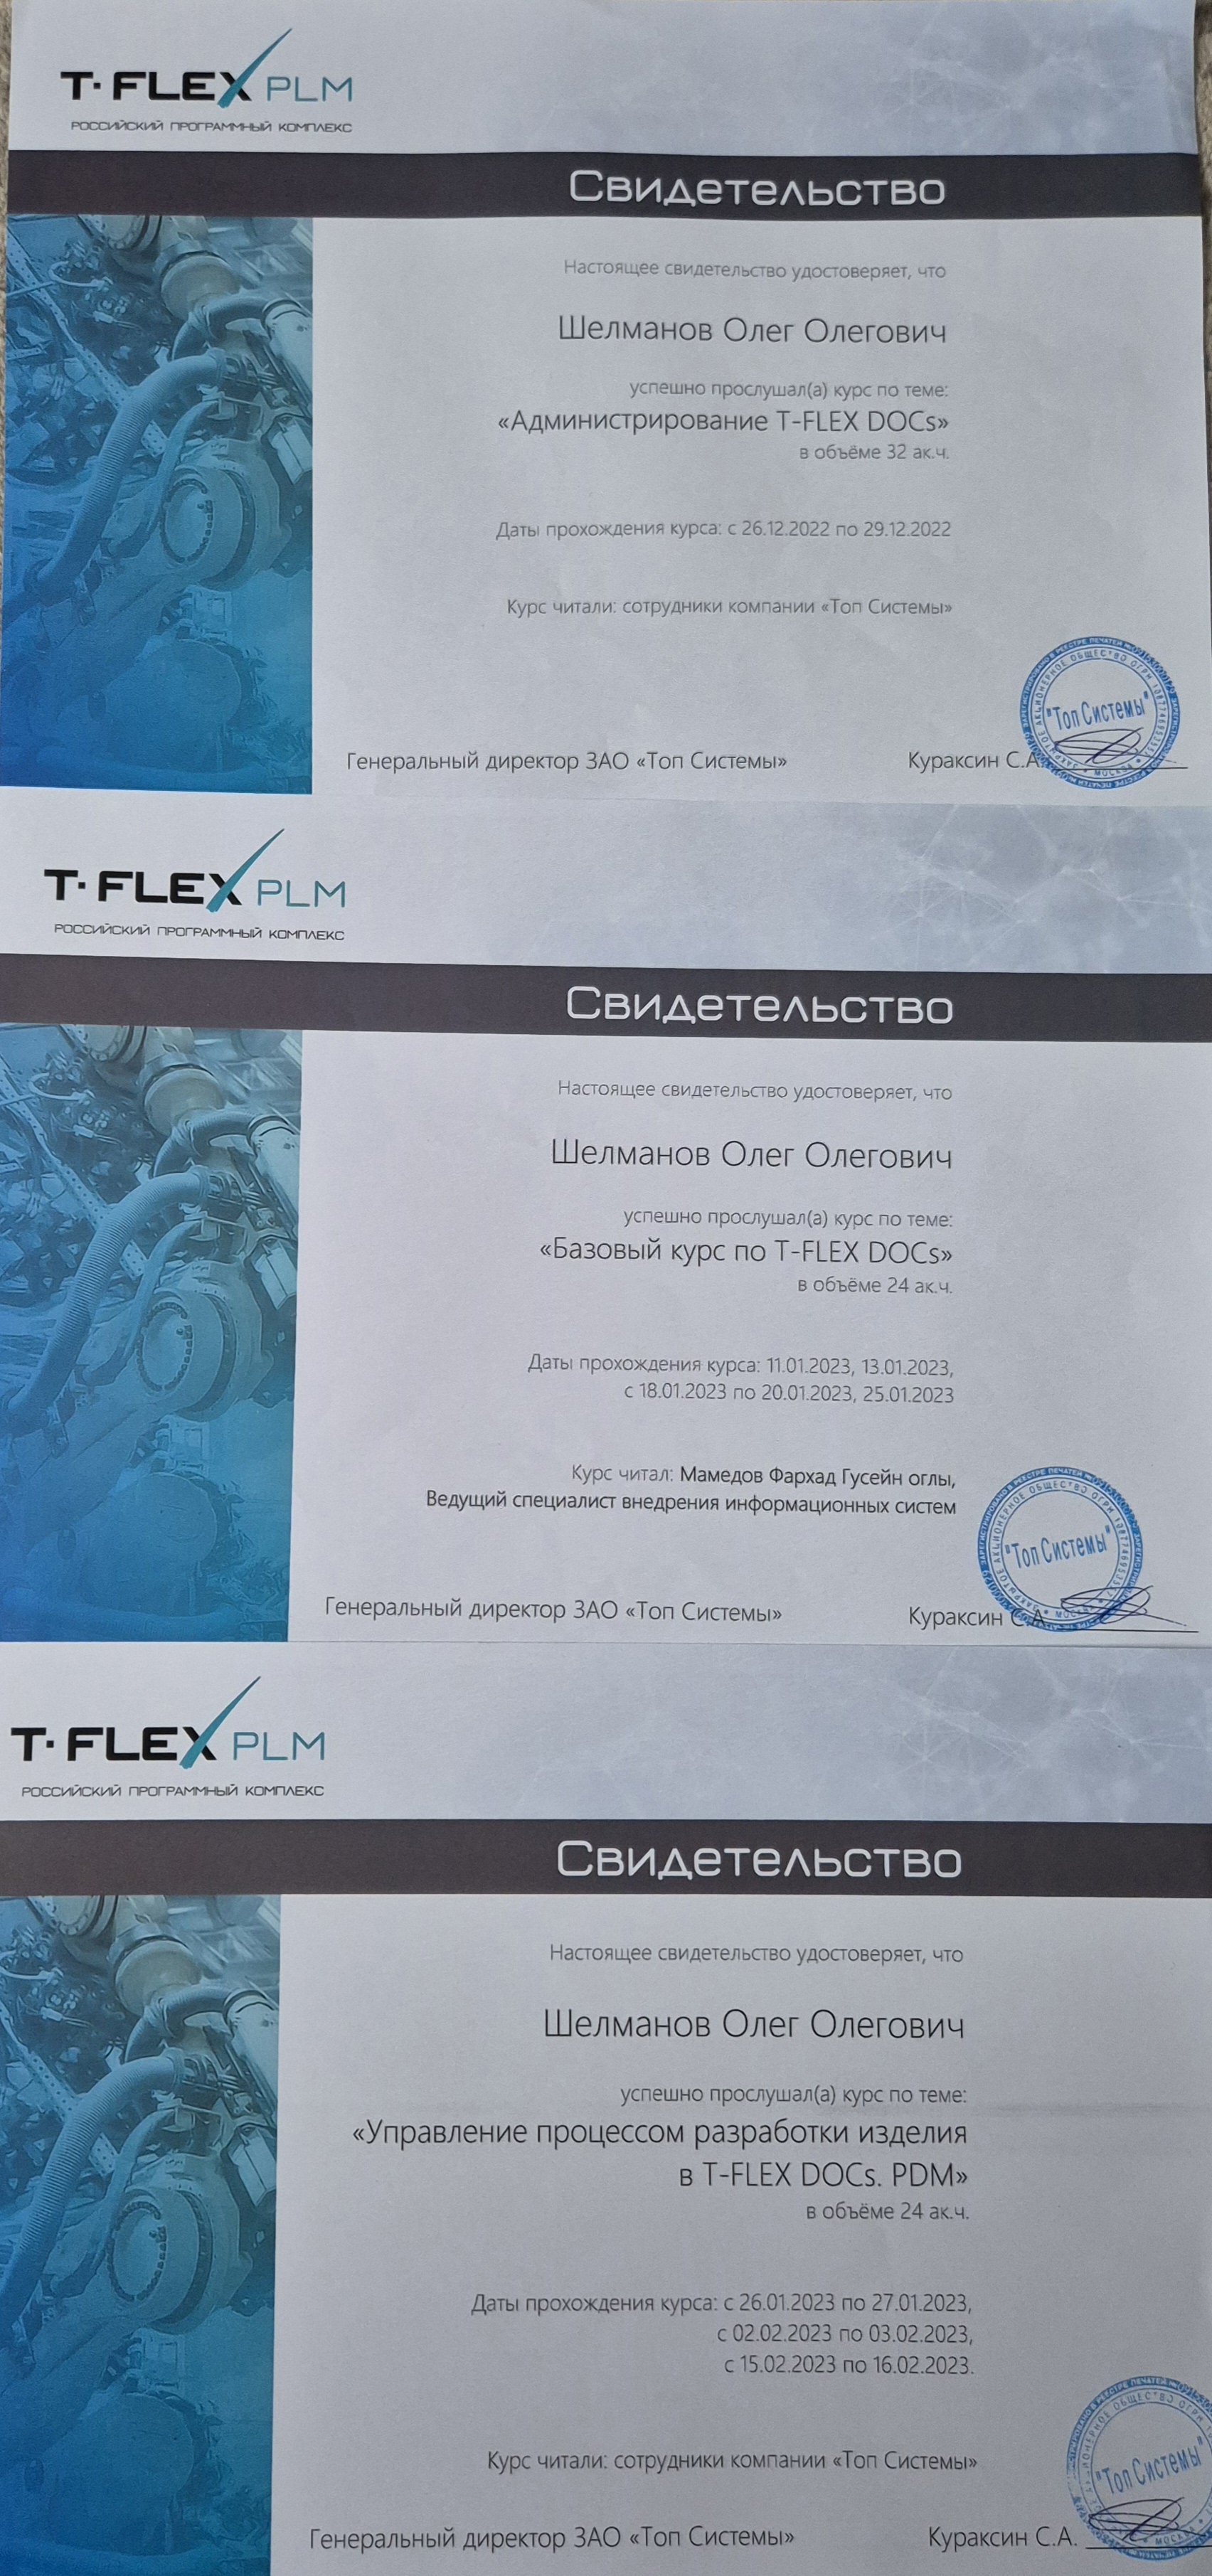 T-FLEX PLM
РОССИЙСКИЙ ПРОГРАММНЫЙ КОМПЛЕКС
Свидетельство
Настоящее свидетельство удостоверяет, что
Шелманов Олег Олегович
успешно прослушал(а) курс по теме:
«Администрирование T-FLEX DOCs»
в объёме 32 ак.ч.
Даты прохождения курса: с 26.12.2022 по 29.12.2022
Курс читали: сотрудники компании «Топ Системы»
"Топ Системы"
Генеральный директор ЗАО «Топ Системы» Кураксин С.А.
T-FLEX PLM
РОССИЙСКИЙ ПРОГРАММНЫЙ КОМПЛЕКС
Свидетельство
Настоящее свидетельство удостоверяет, что
Шелманов Олег Олегович
успешно прослушал(а) курс по теме:
«Базовый курс по T-FLEX DOCs»
в объёме 24 ак.ч.
Даты прохождения курса: 11.01.2023, 13.01.2023,
с 18.01.2023 по 20.01.2023, 25.01.2023
Курс читал: Мамедов Фархад Гусейн оглы,
Ведущий специалист внедрения информационных систем
"Топ Системы"
Генеральный директор ЗАО «Топ Системы» Кураксин С.А.
T-FLEX PLM
РОССИЙСКИЙ ПРОГРАММНЫЙ КОМПЛЕКС
Свидетельство
Настоящее свидетельство удостоверяет, что
Шелманов Олег Олегович
успешно прослушал(а) курс по теме:
«Управление процессом разработки изделия
в T-FLEX DOCs. PDM»
в объёме 24 ак.ч.
Даты прохождения курса: с 26.01.2023 по 27.01.2023,
с 02.02.2023 по 03.02.2023,
с 15.02.2023 по 16.02.2023.
Курс читали: сотрудники компании «Топ Системы»
"Топ Системы"
Генеральный директор ЗАО «Топ Системы» Кураксин С.А.